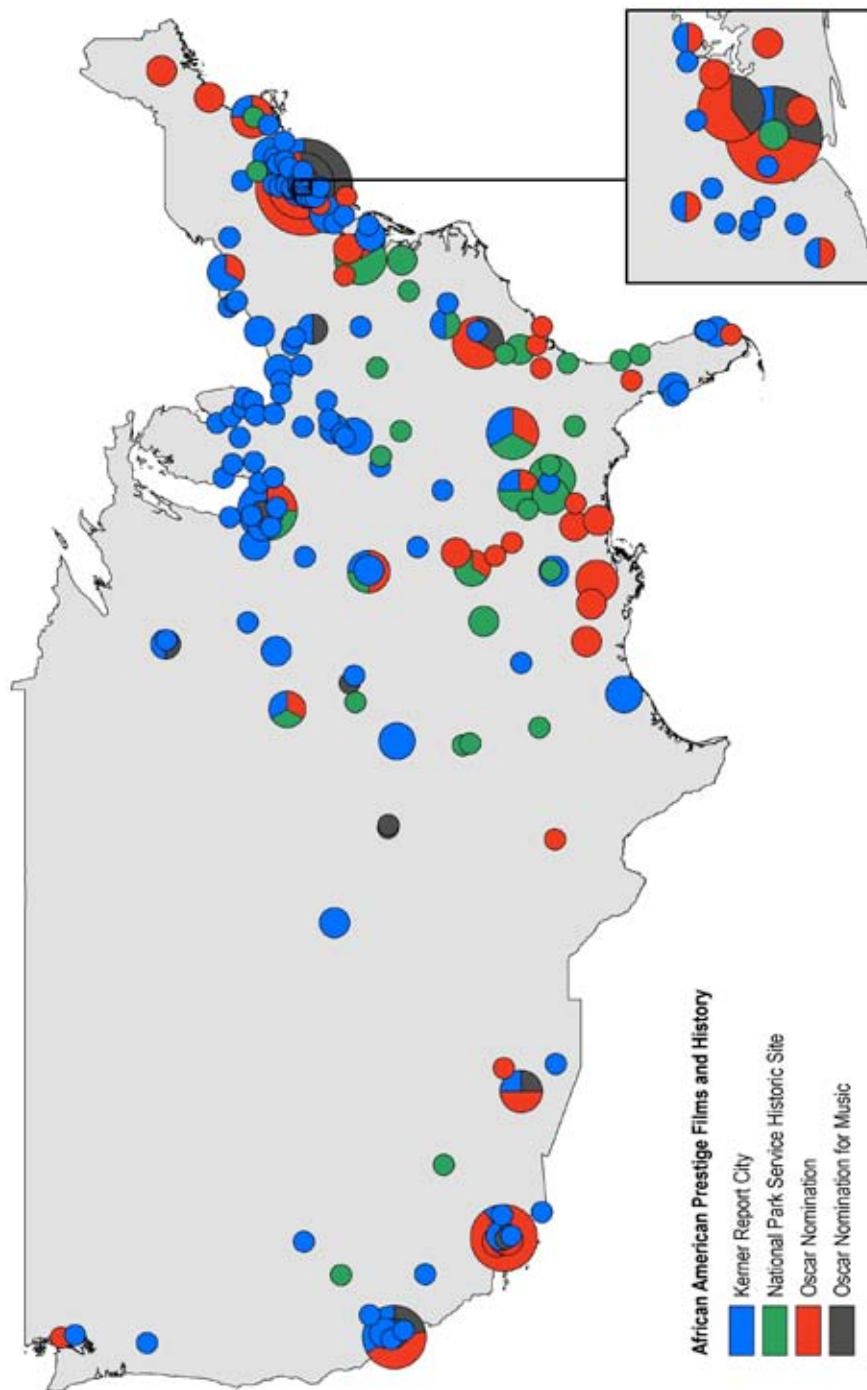 African American Prestige Films and History
Kerner Report City
National Park Service Historic Site
Oscar Nomination
Oscar Nomination for Music